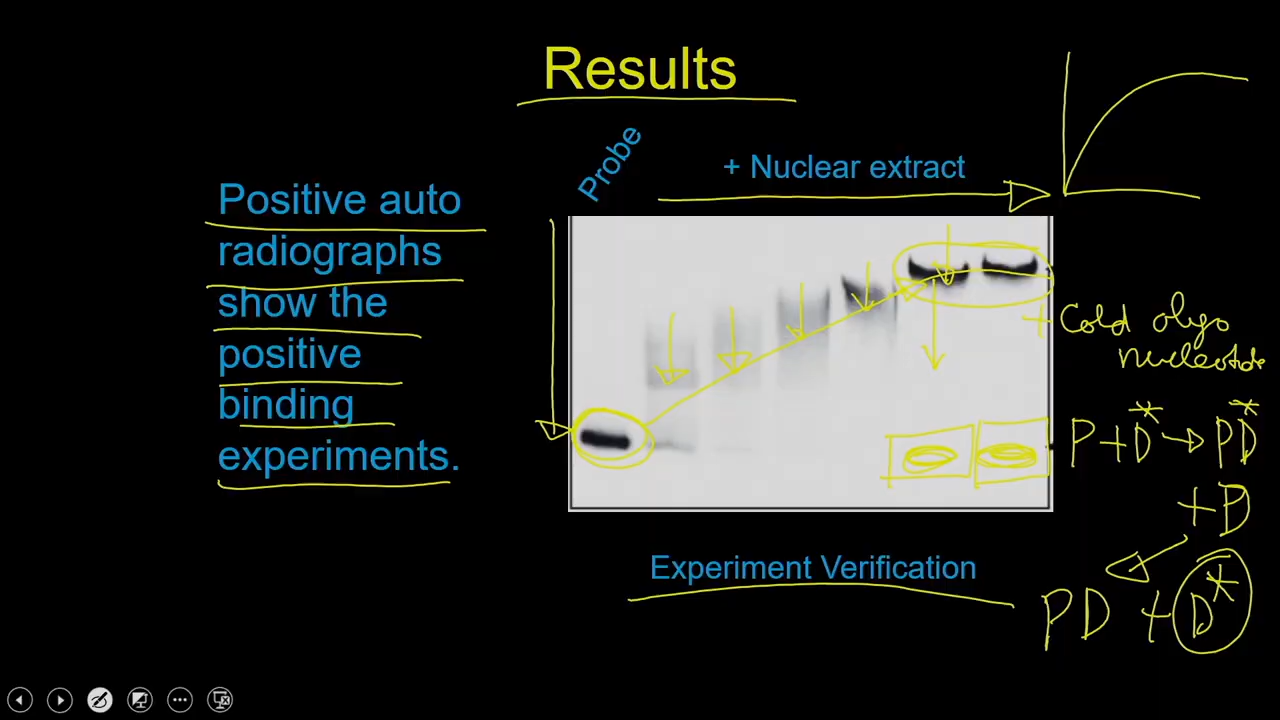 Results
Probe
+ Nuclear extract
Positive auto
radiographs
show the
positive
binding
experiments.
+ Cold oligo
nucleotide
P + D* → PD*
+ D
PD + D*
Experiment Verification